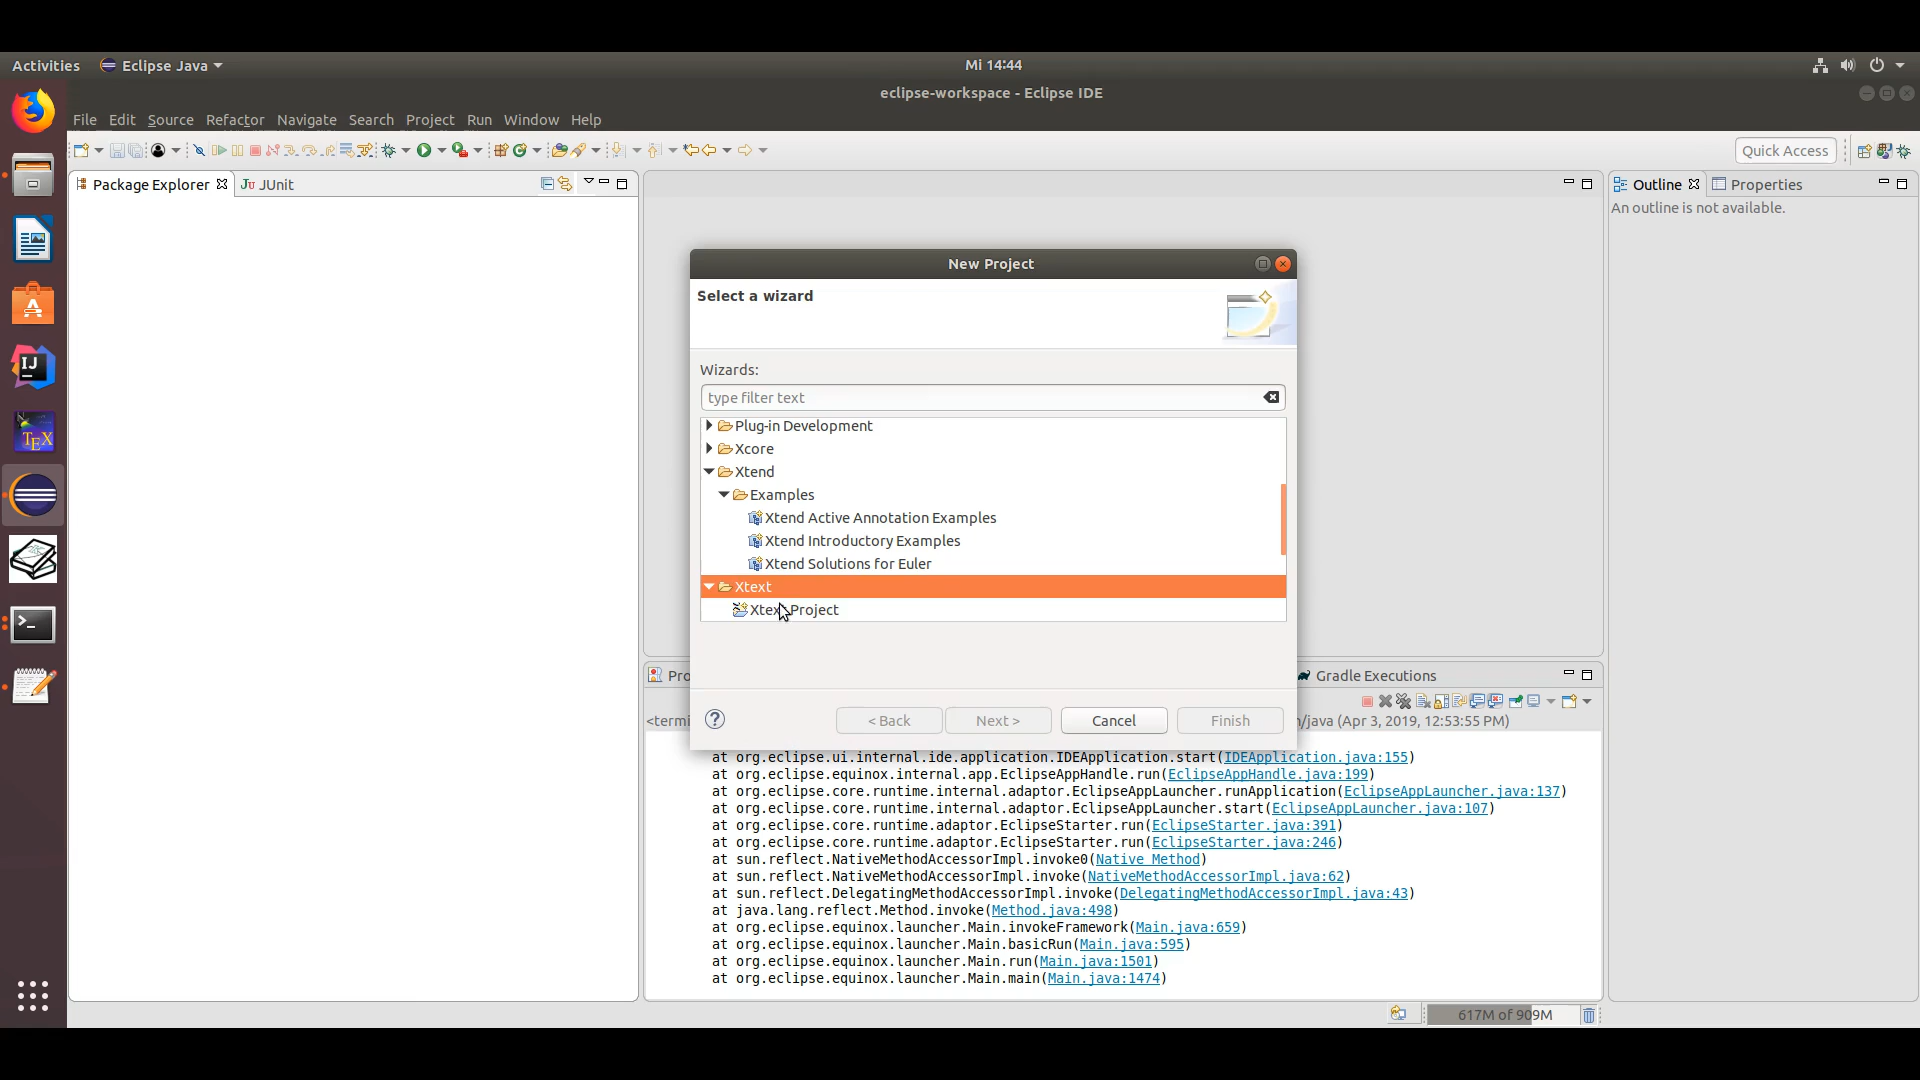 Activities
Eclipse Java
Mi 14:44
eclipse-workspace - Eclipse IDE
File Edit Source Refactor Navigate Search Project Run Window Help
Quick Access
Package Explorer
JUnit
Outline
Properties
An outline is not available.
New Project
Select a wizard
Wizards:
type filter text
Plug-in Development
Xcore
Xtend
Examples
Xtend Active Annotation Examples
Xtend Introductory Examples
Xtend Solutions for Euler
Xtext
Xtext Project
< Back
Next >
Cancel
Finish
Gradle Executions
/java (Apr 3, 2019, 12:53:55 PM)
at org.eclipse.ui.internal.ide.application.IDEApplication.start(IDEApplication.java:155)
at org.eclipse.equinox.internal.app.EclipseAppHandle.run(EclipseAppHandle.java:199)
at org.eclipse.core.runtime.internal.adaptor.EclipseAppLauncher.runApplication(EclipseAppLauncher.java:137)
at org.eclipse.core.runtime.internal.adaptor.EclipseAppLauncher.start(EclipseAppLauncher.java:107)
at org.eclipse.core.runtime.adaptor.EclipseStarter.run(EclipseStarter.java:391)
at org.eclipse.core.runtime.adaptor.EclipseStarter.run(EclipseStarter.java:246)
at sun.reflect.NativeMethodAccessorImpl.invoke0(Native Method)
at sun.reflect.NativeMethodAccessorImpl.invoke(NativeMethodAccessorImpl.java:62)
at sun.reflect.DelegatingMethodAccessorImpl.invoke(DelegatingMethodAccessorImpl.java:43)
at java.lang.reflect.Method.invoke(Method.java:498)
at org.eclipse.equinox.launcher.Main.invokeFramework(Main.java:659)
at org.eclipse.equinox.launcher.Main.basicRun(Main.java:595)
at org.eclipse.equinox.launcher.Main.run(Main.java:1501)
at org.eclipse.equinox.launcher.Main.main(Main.java:1474)
617M of 909M